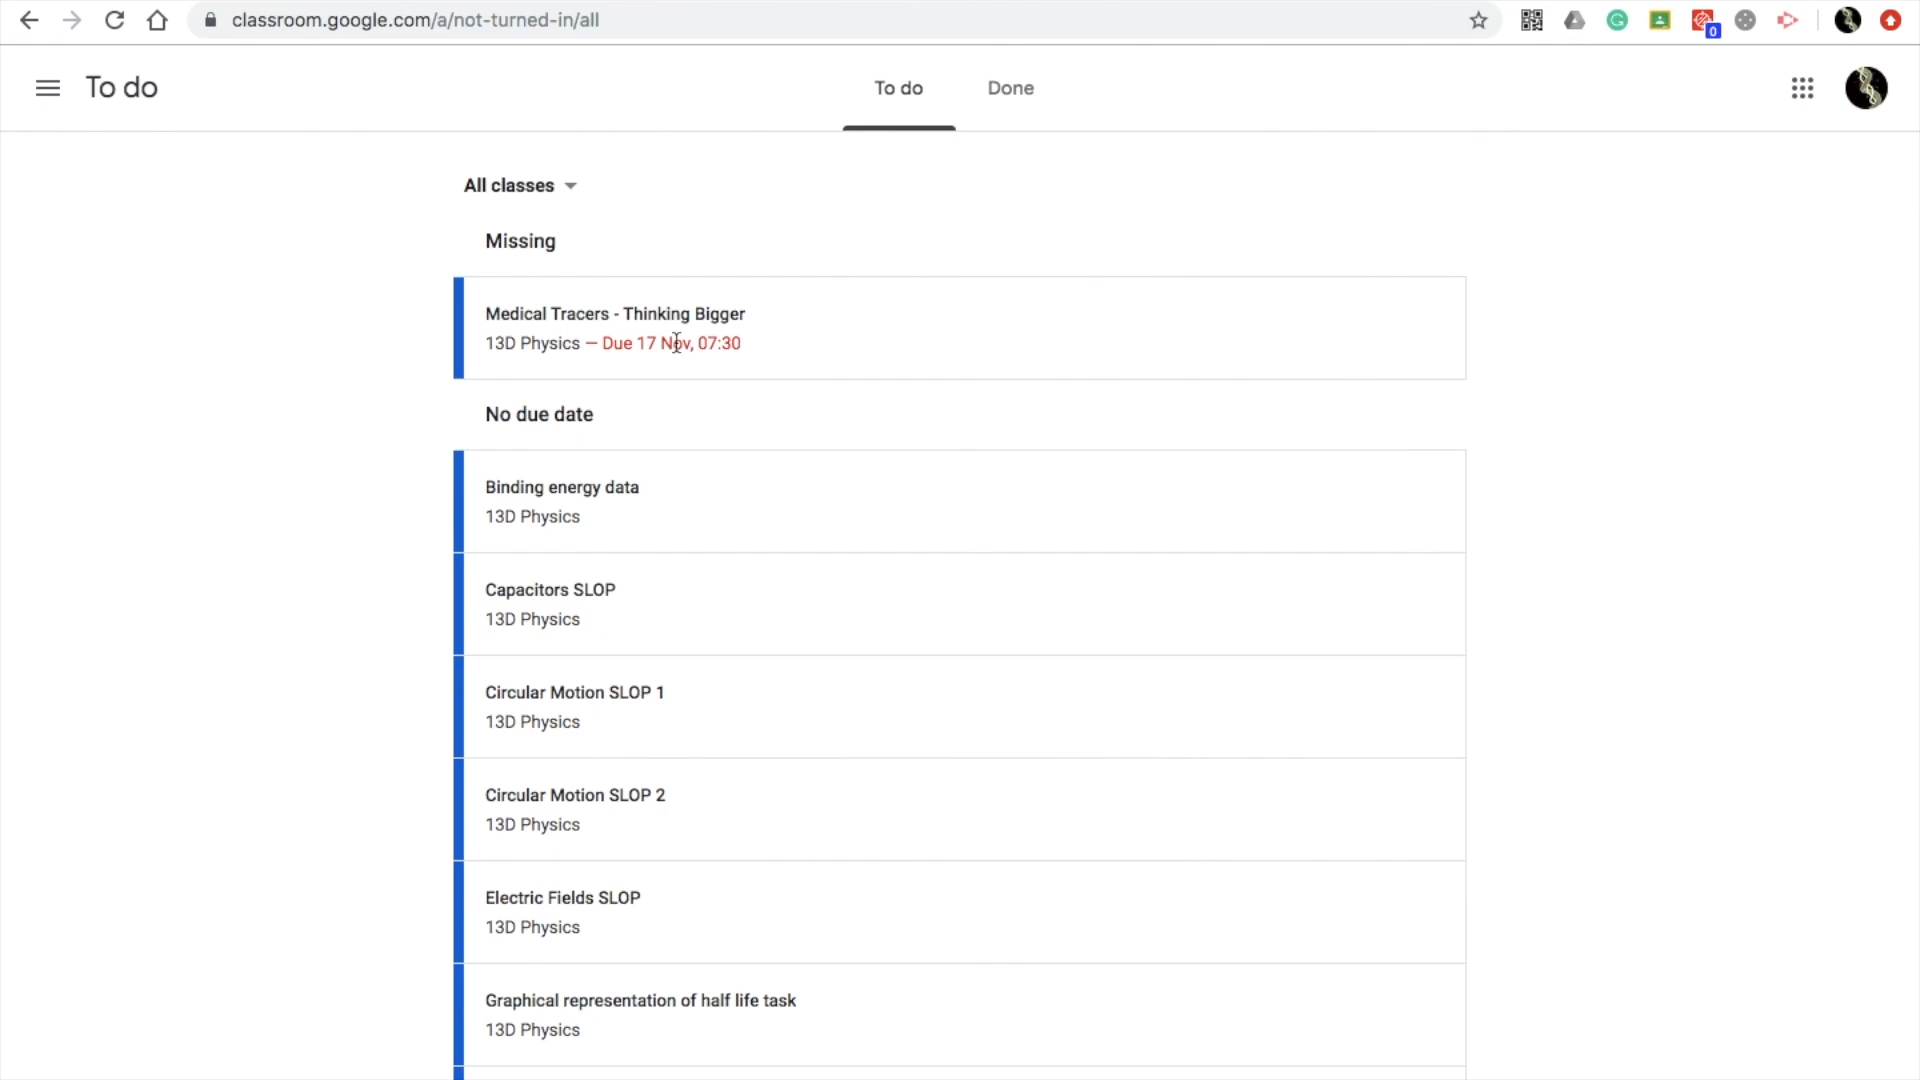 classroom.google.com/a/not-turned-in/all
0
To do
To do
Done
All classes
Missing
Medical Tracers - Thinking Bigger
13D Physics — Due 17 Nov, 07:30
No due date
Binding energy data
13D Physics
Capacitors SLOP
13D Physics
Circular Motion SLOP 1
13D Physics
Circular Motion SLOP 2
13D Physics
Electric Fields SLOP
13D Physics
Graphical representation of half life task
13D Physics